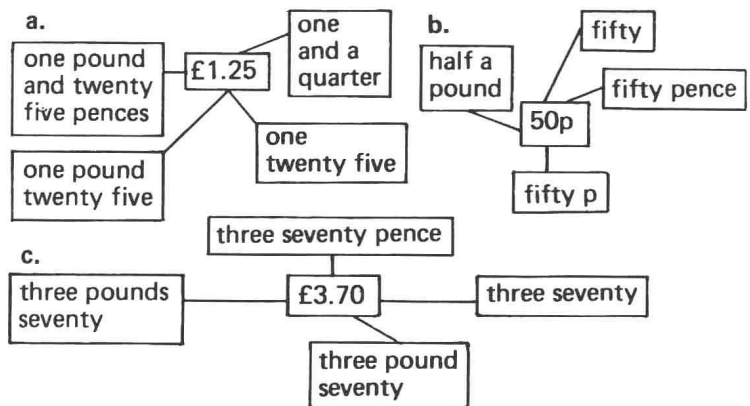 a.
one pound
and twenty
five pences
£1.25
one
and a
quarter
one pound
twenty five
one
twenty five
b.
half a
pound
fifty
fifty pence
50p
fifty p
c.
three seventy pence
three pounds
seventy
£3.70
three seventy
three pound
seventy